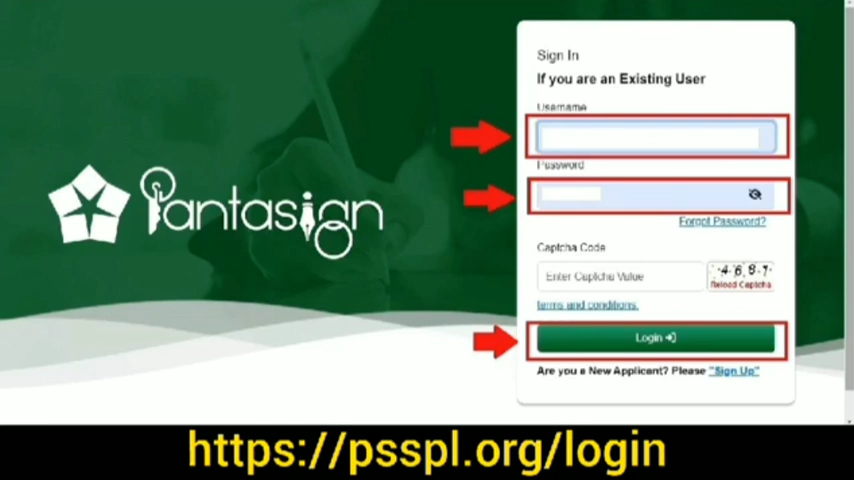 Sign In
If you are an Existing User
Username
Password
Forgot Password?
Captcha Code
Enter Captcha Value
Reload Captcha
terms and conditions.
Login
Are you a New Applicant? Please "Sign Up"
Pantasign
https://psspl.org/login